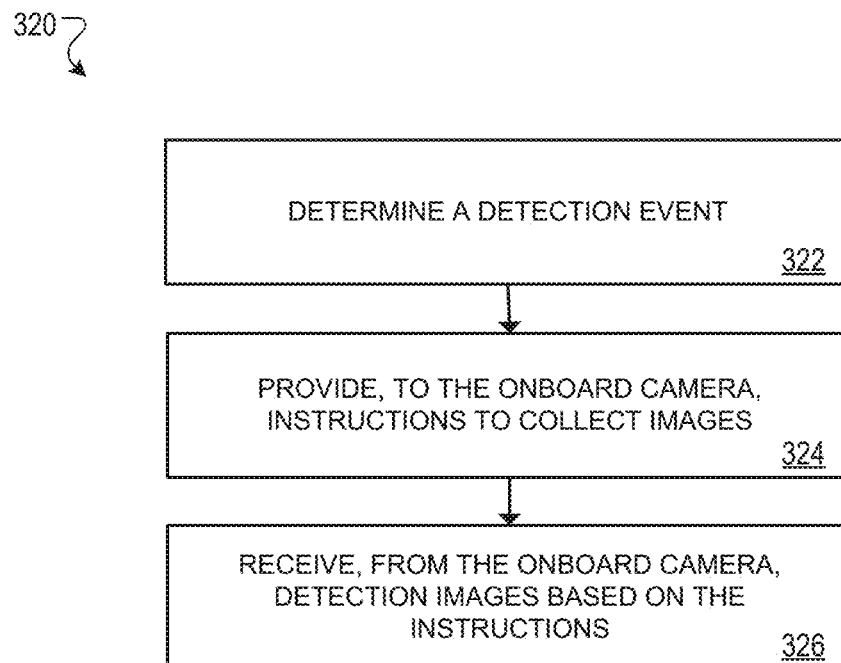 320
DETERMINE A DETECTION EVENT
322
PROVIDE, TO THE ONBOARD CAMERA,
INSTRUCTIONS TO COLLECT IMAGES
324
RECEIVE, FROM THE ONBOARD CAMERA,
DETECTION IMAGES BASED ON THE
INSTRUCTIONS
326